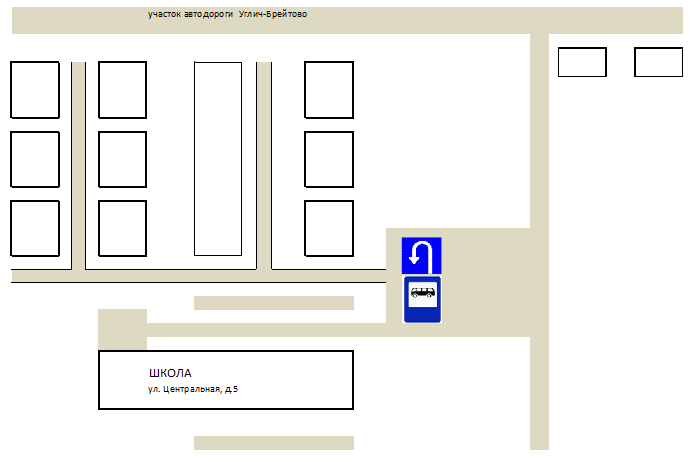 участок автодороги Углич-Брейтово
ШКОЛА
ул. Центральная, д.5